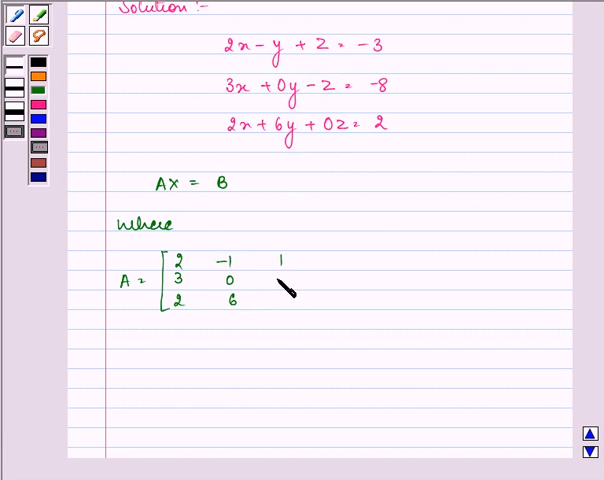 Solution :-
2x - y + z = -3
3x + 0y - z = -8
2x + 6y + 0z = 2
AX = B
where
A = [ 2 -1 1
3 0
2 6